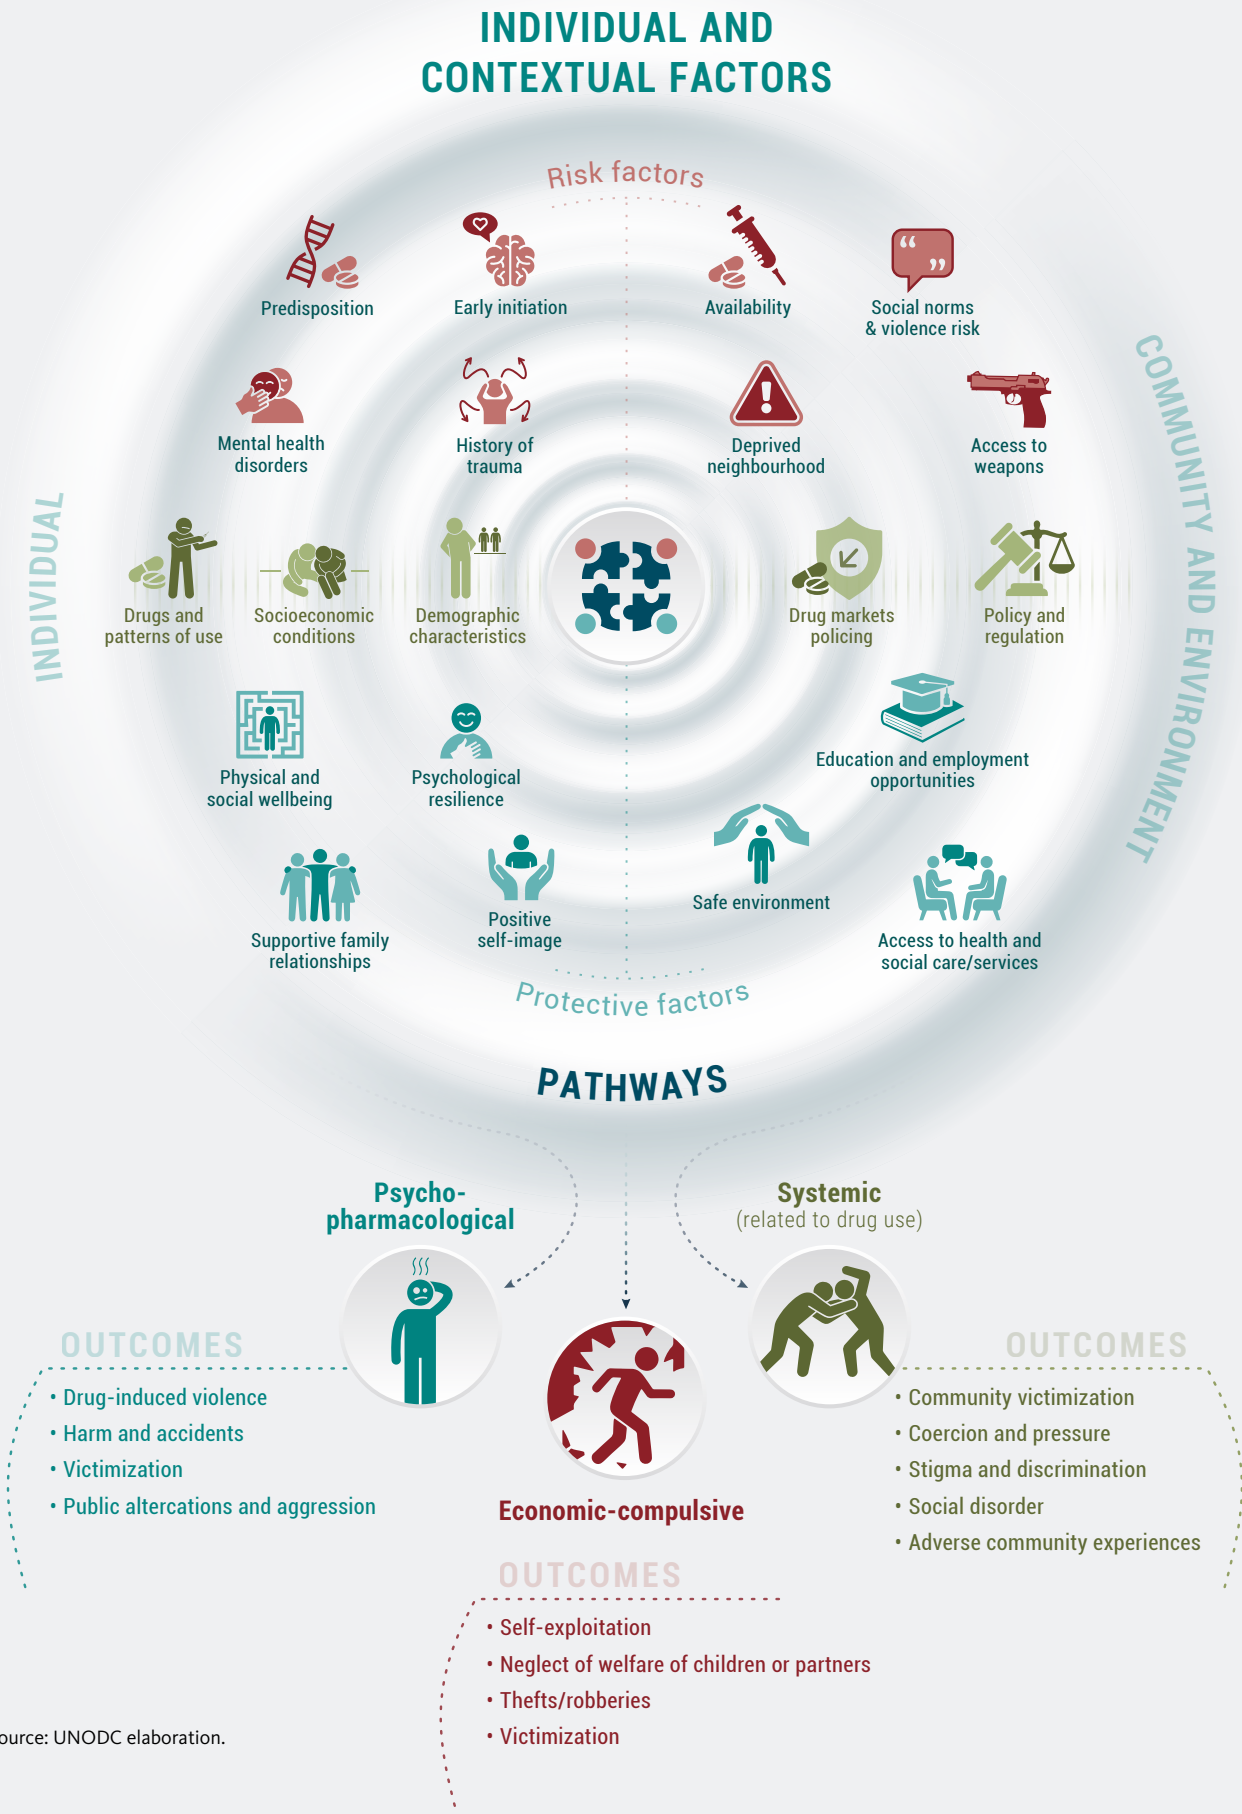 INDIVIDUAL AND
CONTEXTUAL FACTORS
Risk factors
Predisposition
Early initiation
Availability
Social norms
& violence risk
Mental health
disorders
History of
trauma
Deprived
neighbourhood
Access to
weapons
INDIVIDUAL
COMMUNITY AND ENVIRONMENT
Drugs and
patterns of use
Socioeconomic
conditions
Demographic
characteristics
Drug markets
policing
Policy and
regulation
Physical and
social wellbeing
Psychological
resilience
Education and employment
opportunities
Supportive family
relationships
Positive
self-image
Safe environment
Access to health and
social care/services
Protective factors
PATHWAYS
Psycho-
pharmacological
Systemic
(related to drug use)
OUTCOMES
• Drug-induced violence
• Harm and accidents
• Victimization
• Public altercations and aggression
OUTCOMES
• Community victimization
• Coercion and pressure
• Stigma and discrimination
• Social disorder
• Adverse community experiences
Economic-compulsive
OUTCOMES
• Self-exploitation
• Neglect of welfare of children or partners
• Thefts/robberies
• Victimization
ource: UNODC elaboration.